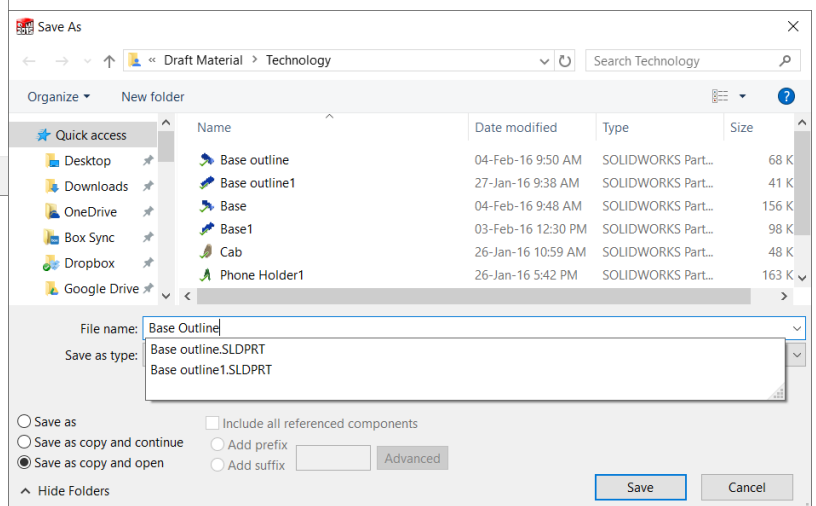 Save As
« Draft Material > Technology
Search Technology
Organize
New folder
Name Date modified Type Size
Quick access
Desktop
Downloads
OneDrive
Box Sync
Dropbox
Google Drive
Base outline 04-Feb-16 9:50 AM SOLIDWORKS Part... 68 K
Base outline1 27-Jan-16 9:38 AM SOLIDWORKS Part... 41 K
Base 04-Feb-16 9:48 AM SOLIDWORKS Part... 156 K
Base1 03-Feb-16 12:30 PM SOLIDWORKS Part... 98 K
Cab 26-Jan-16 10:59 AM SOLIDWORKS Part... 48 K
Phone Holder1 26-Jan-16 5:42 PM SOLIDWORKS Part... 163 K
File name: Base Outline
Save as type:
Base outline.SLDPRT
Base outline1.SLDPRT
Save as
Save as copy and continue
Save as copy and open
Include all referenced components
Add prefix
Add suffix
Advanced
Hide Folders
Save
Cancel